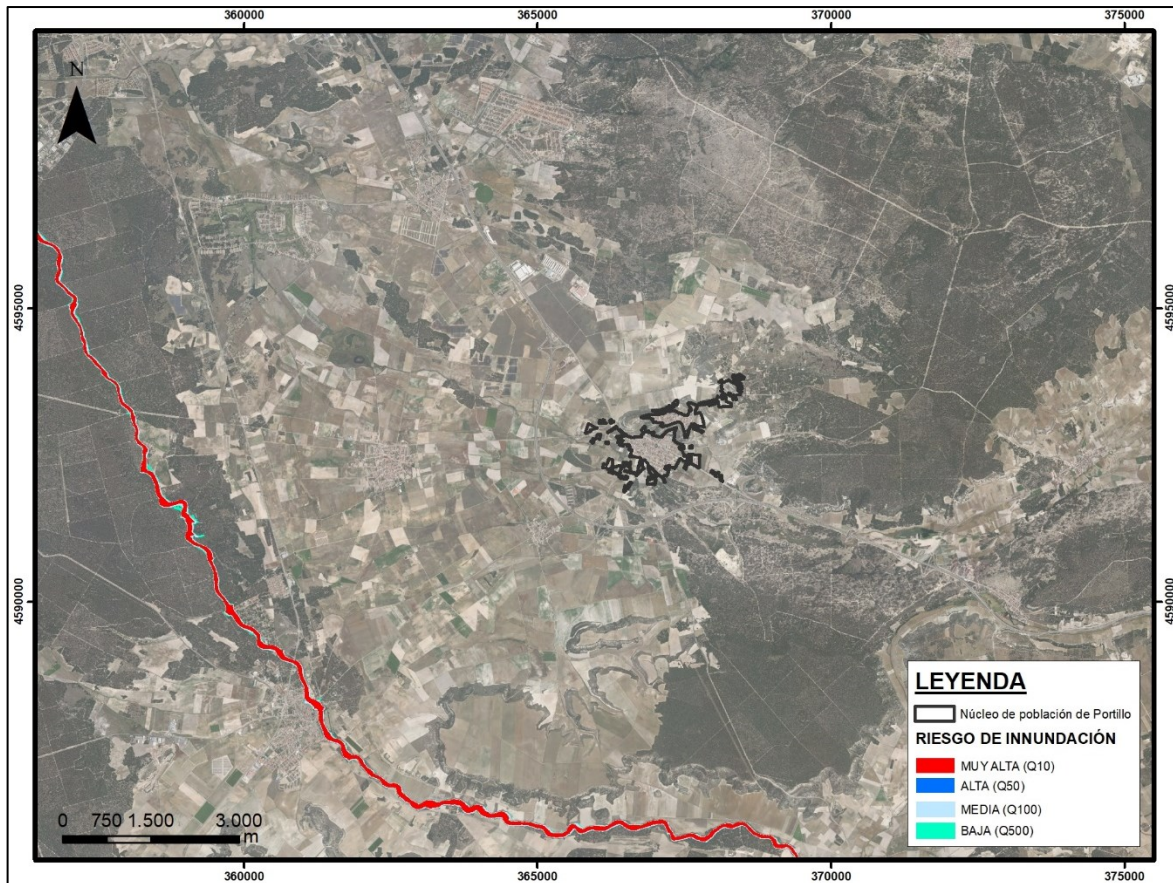 360000 365000 370000 375000
N
4595000 4595000
4590000 4590000
LEYENDA
Núcleo de población de Portillo
RIESGO DE INNUNDACIÓN
MUY ALTA (Q10)
ALTA (Q50)
MEDIA (Q100)
BAJA (Q500)
0 750 1.500 3.000
m
360000 365000 370000 375000